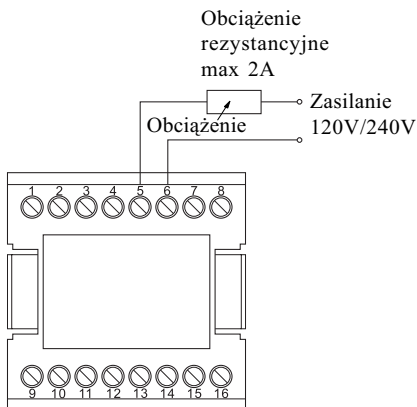 Obciążenie
rezystancyjne
max 2A
Zasilanie
Obciążenie
120V/240V
1 2 3 4 5 6 7 8
9 10 11 12 13 14 15 16